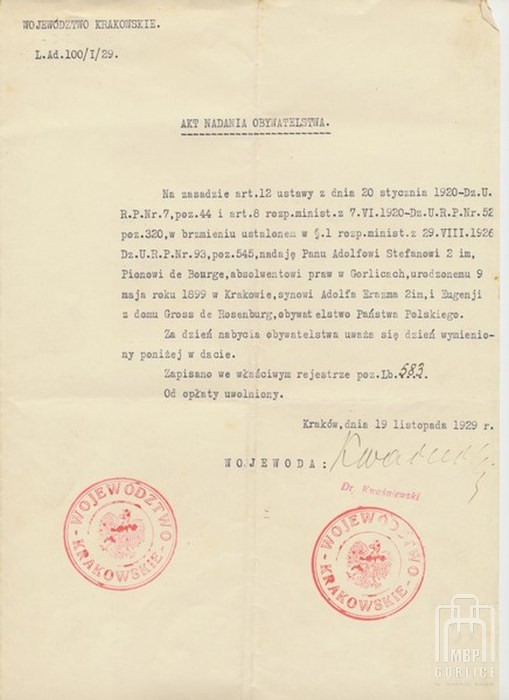 WOJEWÓDZTWO KRAKOWSKIE.
L.Ad.100/I/29.
AKT NADANIA OBYWATELSTWA.
Na zasadzie art.12 ustawy z dnia 20 stycznia 1920-Dz.U.
R.P.Nr.7,poz.44 i art.8 rozp.minist.z 7.VI.1920-Dz.U.R.P.Nr.52
poz.320,w brzmieniu ustalonem w §.1 rozp.minist.z 29.VIII.1926
Dz.U.R.P.Nr.93,poz.545,nadaję Panu Adolfowi Stefanowi 2 im,
Pionowi de Bourge,absolwentowi praw w Gorlicach,urodzonemu 9
maja roku 1899 w Krakowie,synowi Adolfa Erazma 2im,i Eugenji
z domu Gross de Rosenburg,obywatelstwo Państwa Polskiego.
Za dzień nabycia obywatelstwa uważa się dzień wymienio-
ny poniżej w dacie.
Zapisano we właściwym rejestrze poz.Lb.583.
Od opłaty uwolniony.
Kraków,dnia 19 listopada 1929 r.
WOJEWODA:
Dr. Kwaśniewski
WOJEWÓDZTWO KRAKOWSKIE
WOJEWÓDZTWO KRAKOWSKIE
MBP
GORLICE